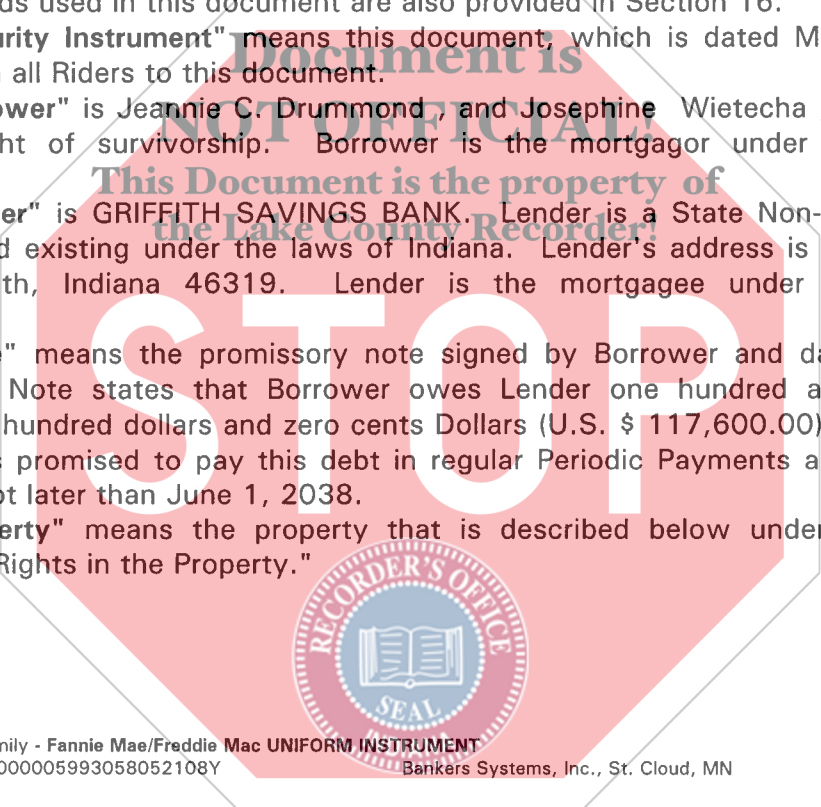 ds used in this document are also provided in Section 16.
urity Instrument" means this document, which is dated M
all Riders to this document.
Document is
ower" is Jeannie C. Drummond , and Josephine Wietecha
NOT OFFICIAL!
ht of survivorship. Borrower is the mortgagor under
This Document is the property of
er" is GRIFFITH SAVINGS BANK. Lender is a State Non-
the Lake County Recorder!
d existing under the laws of Indiana. Lender's address is
th, Indiana 46319. Lender is the mortgagee under
" means the promissory note signed by Borrower and da
Note states that Borrower owes Lender one hundred a
hundred dollars and zero cents Dollars (U.S. $ 117,600.00)
s promised to pay this debt in regular Periodic Payments a
ot later than June 1, 2038.
STOP
erty" means the property that is described below under
Rights in the Property."
RECORDER'S OFFICE
SEAL
INDIANA
nily - Fannie Mae/Freddie Mac UNIFORM INSTRUMENT
000005993058052108Y Bankers Systems, Inc., St. Cloud, MN